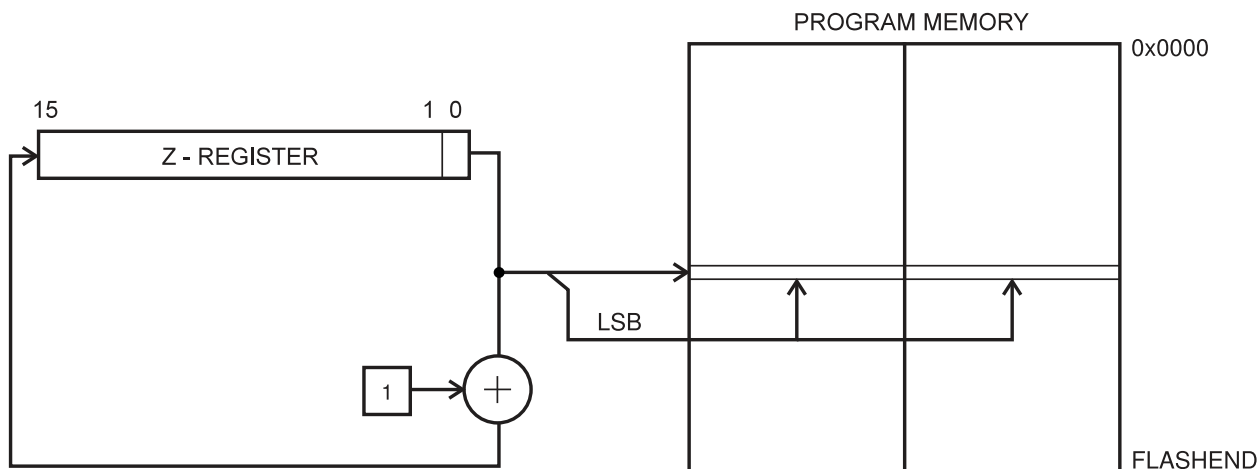 PROGRAM MEMORY
0x0000
15 1 0
Z - REGISTER
LSB
1
FLASHEND